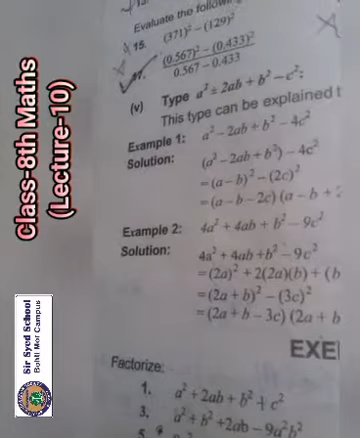 Class-8th Maths
(Lecture-10)
Sir Syed School
Bohli Mor Campus
Evaluate the
15. (371)² – (129)²
(0.567)² – (0.433)²
0.567 – 0.433
(v) Type a² ± 2ab + b² – c²:
This type can be explained
Example 1: a² – 2ab + b² – 4c²
Solution: (a² – 2ab + b²) – 4c²
= (a – b)² – (2c)²
= (a – b – 2c) (a – b +
Example 2: 4a² + 4ab + b² – 9c²
Solution: 4a² + 4ab + b² – 9c²
= (2a)² + 2(2a)(b) + (b
= (2a + b)² – (3c)²
= (2a + b – 3c) (2a + b
Factorize:
1. a² + 2ab + b² + c²
3. a² + b² + 2ab – 9a²b²
5.